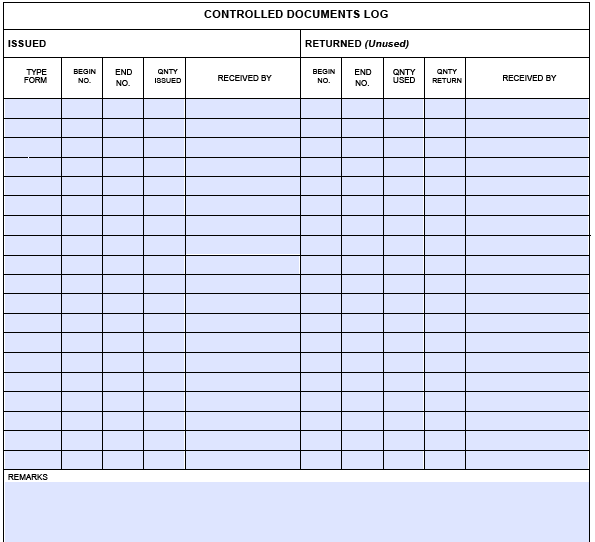 CONTROLLED DOCUMENTS LOG
ISSUED
RETURNED (Unused)
TYPE
FORM
BEGIN
NO.
END
NO.
QNTY
ISSUED
RECEIVED BY
BEGIN
NO.
END
NO.
QNTY
USED
QNTY
RETURN
RECEIVED BY
REMARKS